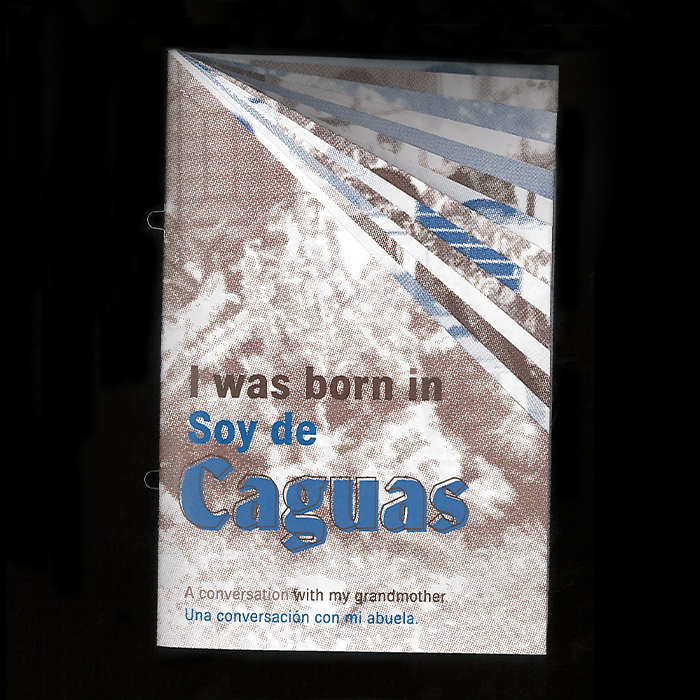 I was born in
Soy de
Caguas
A conversation with my grandmother
Una conversación con mi abuela.